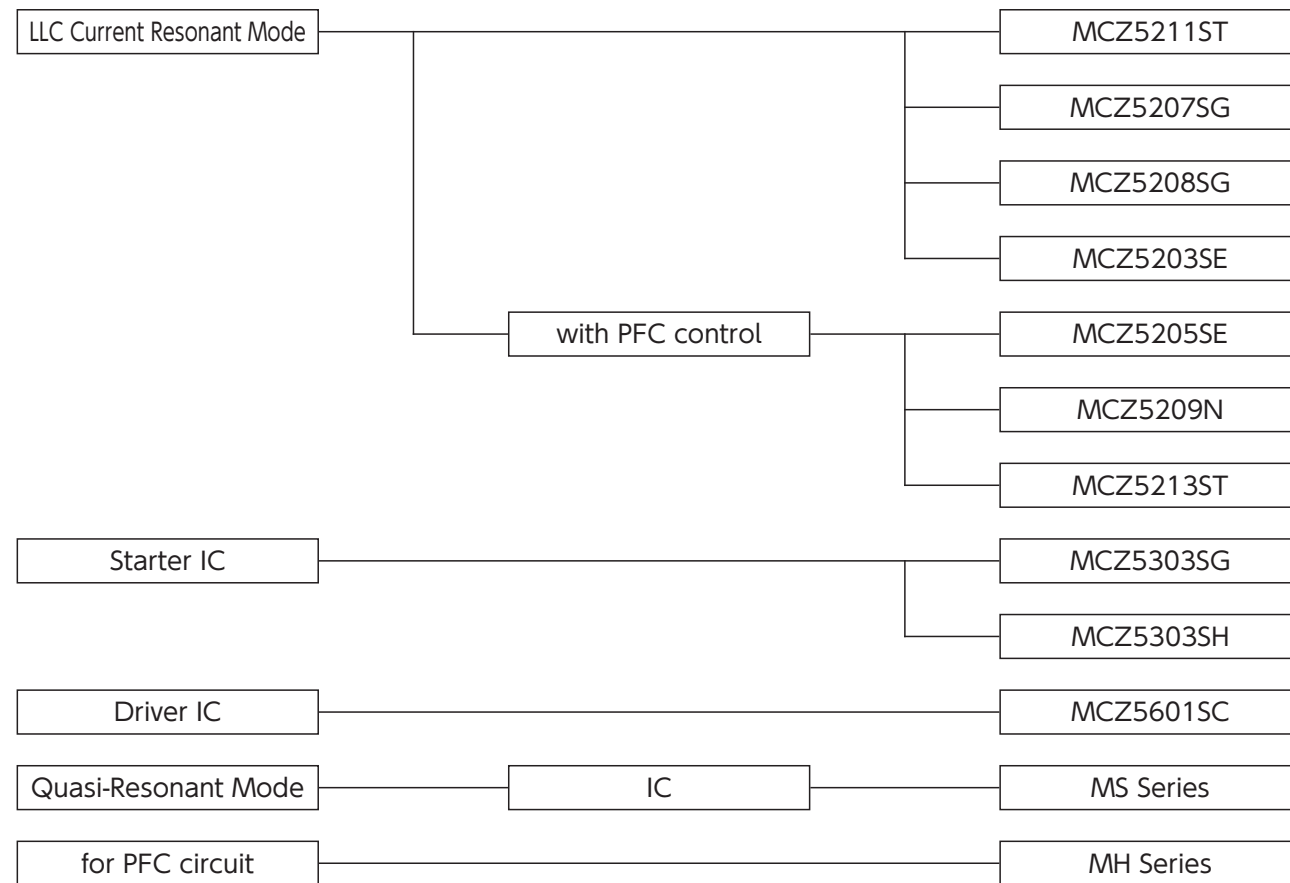 LLC Current Resonant Mode
MCZ5211ST
MCZ5207SG
MCZ5208SG
MCZ5203SE
with PFC control
MCZ5205SE
MCZ5209N
MCZ5213ST
Starter IC
MCZ5303SG
MCZ5303SH
Driver IC
MCZ5601SC
Quasi-Resonant Mode
IC
MS Series
for PFC circuit
MH Series